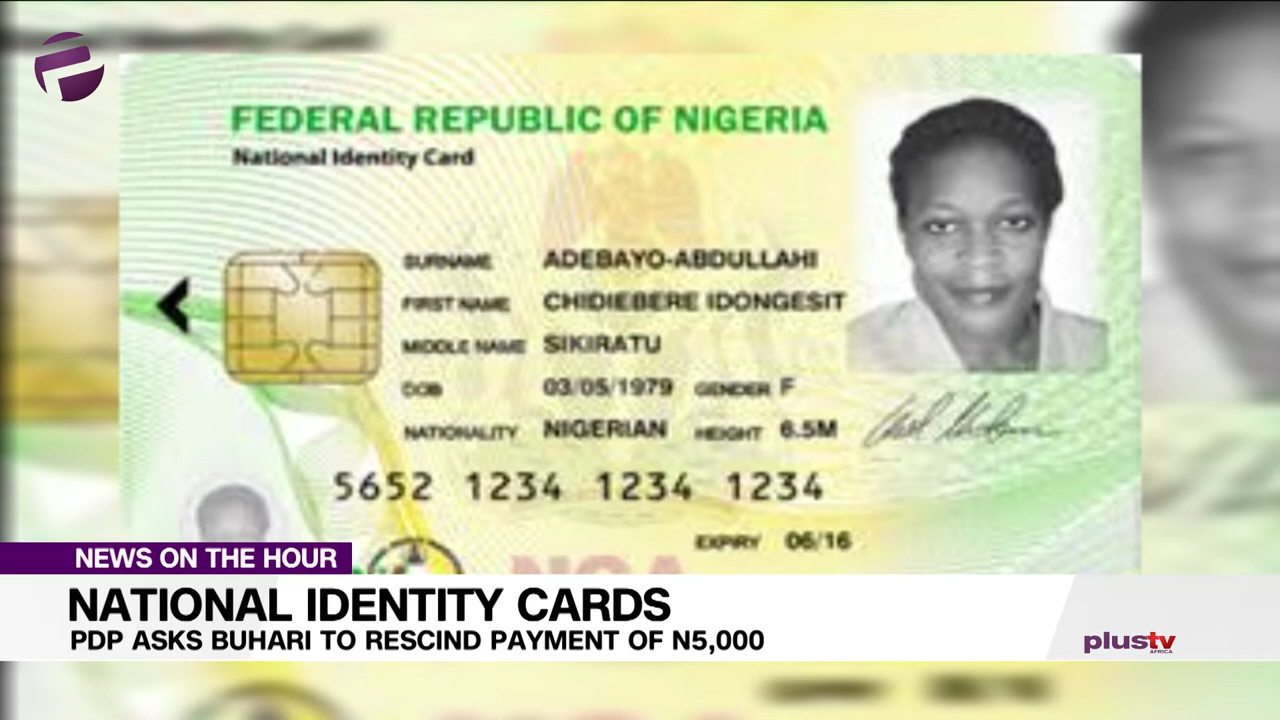 FEDERAL REPUBLIC OF NIGERIA
National Identity Card
SURNAME ADEBAYO-ABDULLAHI
FIRST NAME CHIDIEBERE IDONGESIT
MIDDLE NAME SIKIRATU
DOB 03/05/1979 GENDER F
NATIONALITY NIGERIAN HEIGHT 6.5M
5652 1234 1234 1234
EXPIRY 06/16
NGA
NEWS ON THE HOUR
NATIONAL IDENTITY CARDS
PDP ASKS BUHARI TO RESCIND PAYMENT OF N5,000
plustv
AFRICA